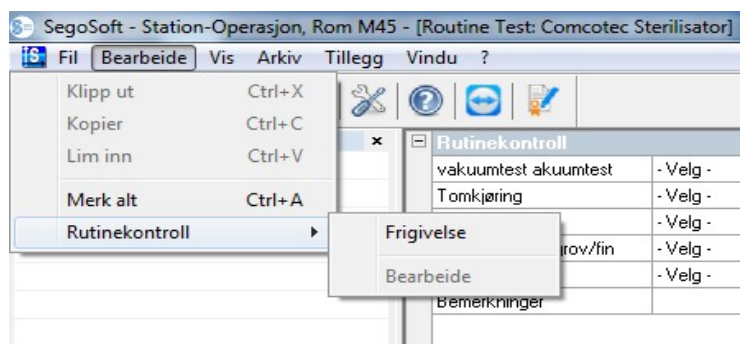 SegoSoft - Station-Operasjon, Rom M45 - [Routine Test: Comcotec Sterilisator]
Fil Bearbeide Vis Arkiv Tillegg Vindu ?
Klipp ut Ctrl+X
Kopier Ctrl+C
Lim inn Ctrl+V
Merk alt Ctrl+A
Rutinekontroll
Frigivelse
Bearbeide
Rutinekontroll
vakuumtest akuumtest - Velg -
Tomkjøring - Velg -
- Velg -
grov/fin - Velg -
- Velg -
Bemerkninger